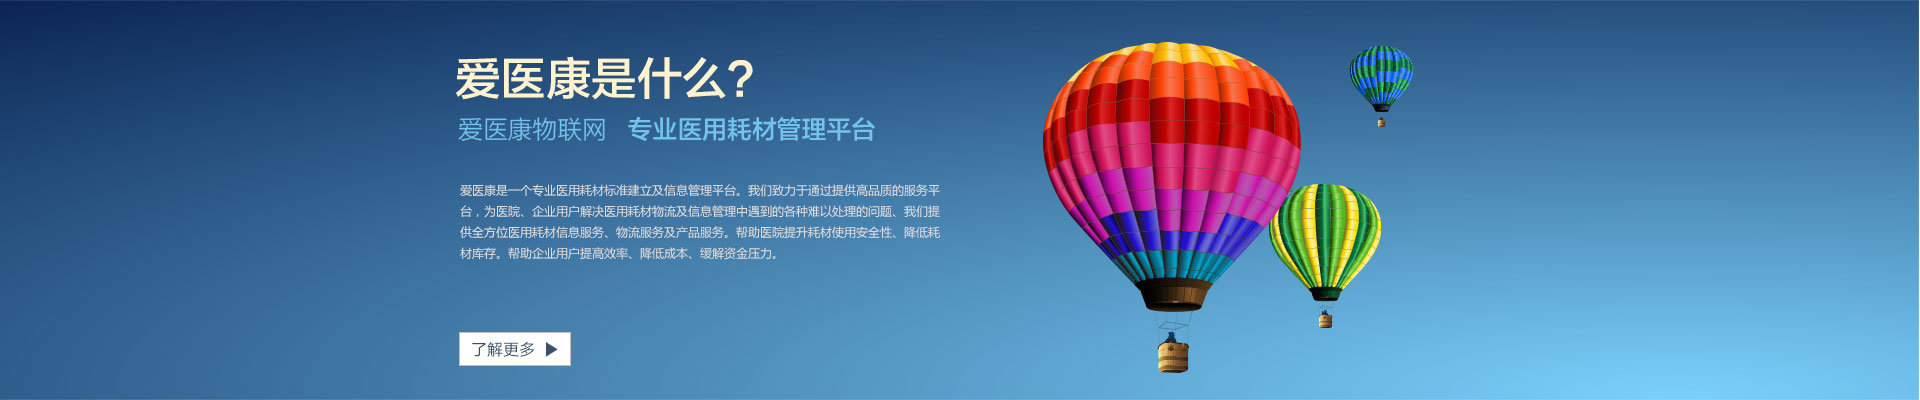 爱医康是什么?
爱医康物联网 专业医用耗材管理平台
爱医康是一个专业医用耗材标准建立及信息管理平台。我们致力于通过提供高品质的服务平
台，为医院、企业用户解决医用耗材物流及信息管理中遇到的各种难以处理的问题、我们提
供全方位医用耗材信息服务、物流服务及产品服务。帮助医院提升耗材使用安全性、降低耗
材库存。帮助企业用户提高效率、降低成本、缓解资金压力。
了解更多